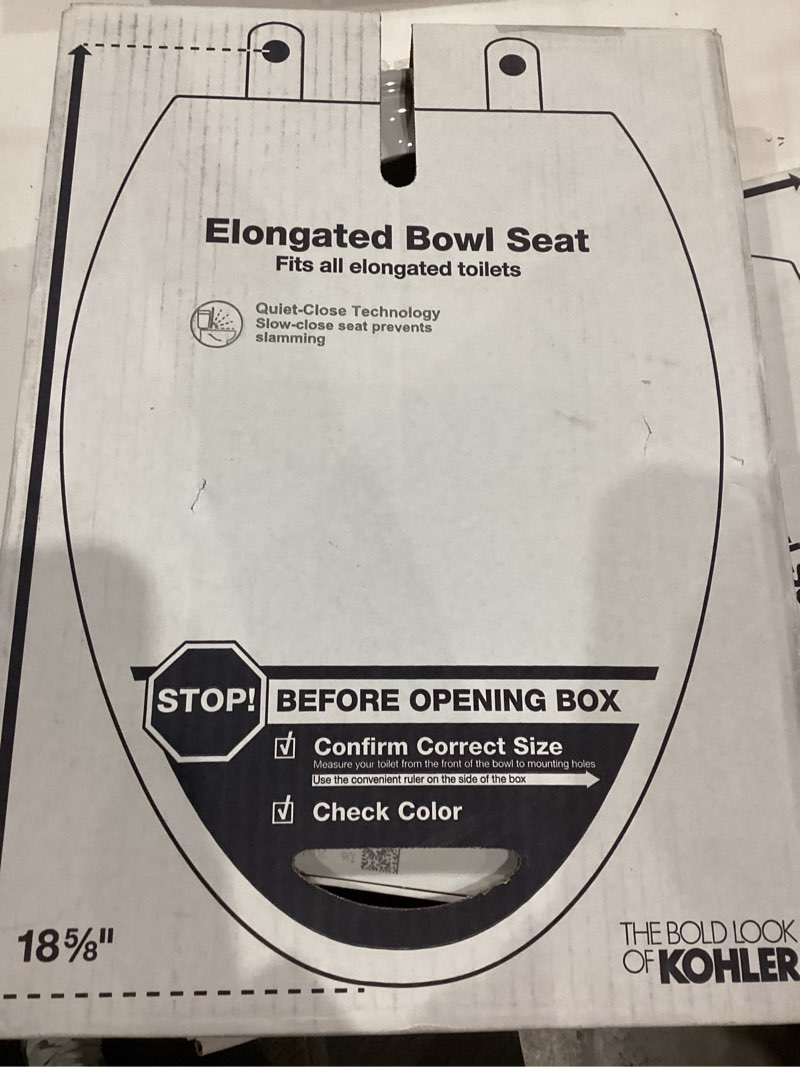 Elongated Bowl Seat
Fits all elongated toilets
Quiet-Close Technology
Slow-close seat prevents
slamming
STOP! BEFORE OPENING BOX
Confirm Correct Size
Measure your toilet from the front of the bowl to mounting holes
Use the convenient ruler on the side of the box
Check Color
18 5⁄8"
THE BOLD LOOK
OF KOHLER